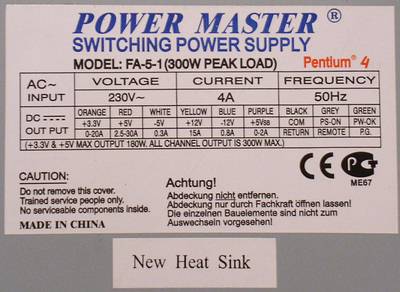 POWER MASTER ®
SWITCHING POWER SUPPLY
MODEL: FA-5-1 (300W PEAK LOAD) Pentium® 4
AC~ INPUT VOLTAGE CURRENT FREQUENCY
230V~ 4A 50Hz
DC OUT PUT ORANGE RED WHITE YELLOW BLUE PURPLE BLACK GREY GREEN
+3.3V +5V -5V +12V -12V +5VSB COM PS-ON PW-OK
0-20A 2.5-30A 0.3A 15A 0.8A 0-2A RETURN REMOTE P.G.
(+3.3V & +5V MAX OUTPUT 180W. ALL CHANNEL OUTPUT IS 300W MAX.)
CAUTION:
Do not remove this cover.
Trained service people only.
No serviceable components inside.
MADE IN CHINA
Achtung!
Abdeckung nicht entfernen.
Abdeckung nur durch Fachkraft öffnen lassen!
Die einzelnen Bauelemente sind nicht zum
Auswechseln vorgesehen!
CE PG
ME67
New Heat Sink